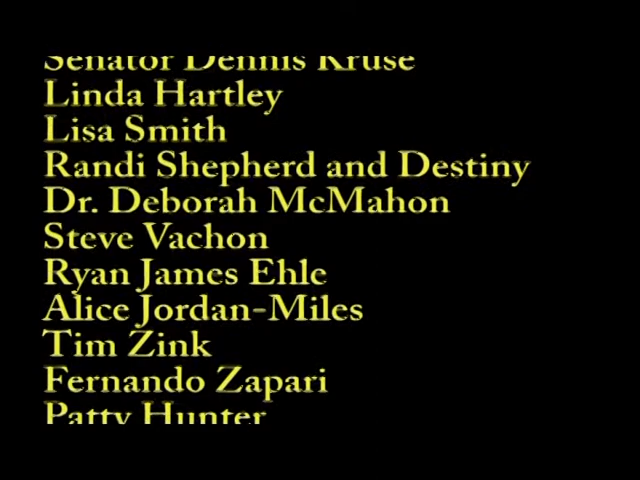 Senator Dennis Kruse
Linda Hartley
Lisa Smith
Randi Shepherd and Destiny
Dr. Deborah McMahon
Steve Vachon
Ryan James Ehle
Alice Jordan-Miles
Tim Zink
Fernando Zapari
Patty Hunter